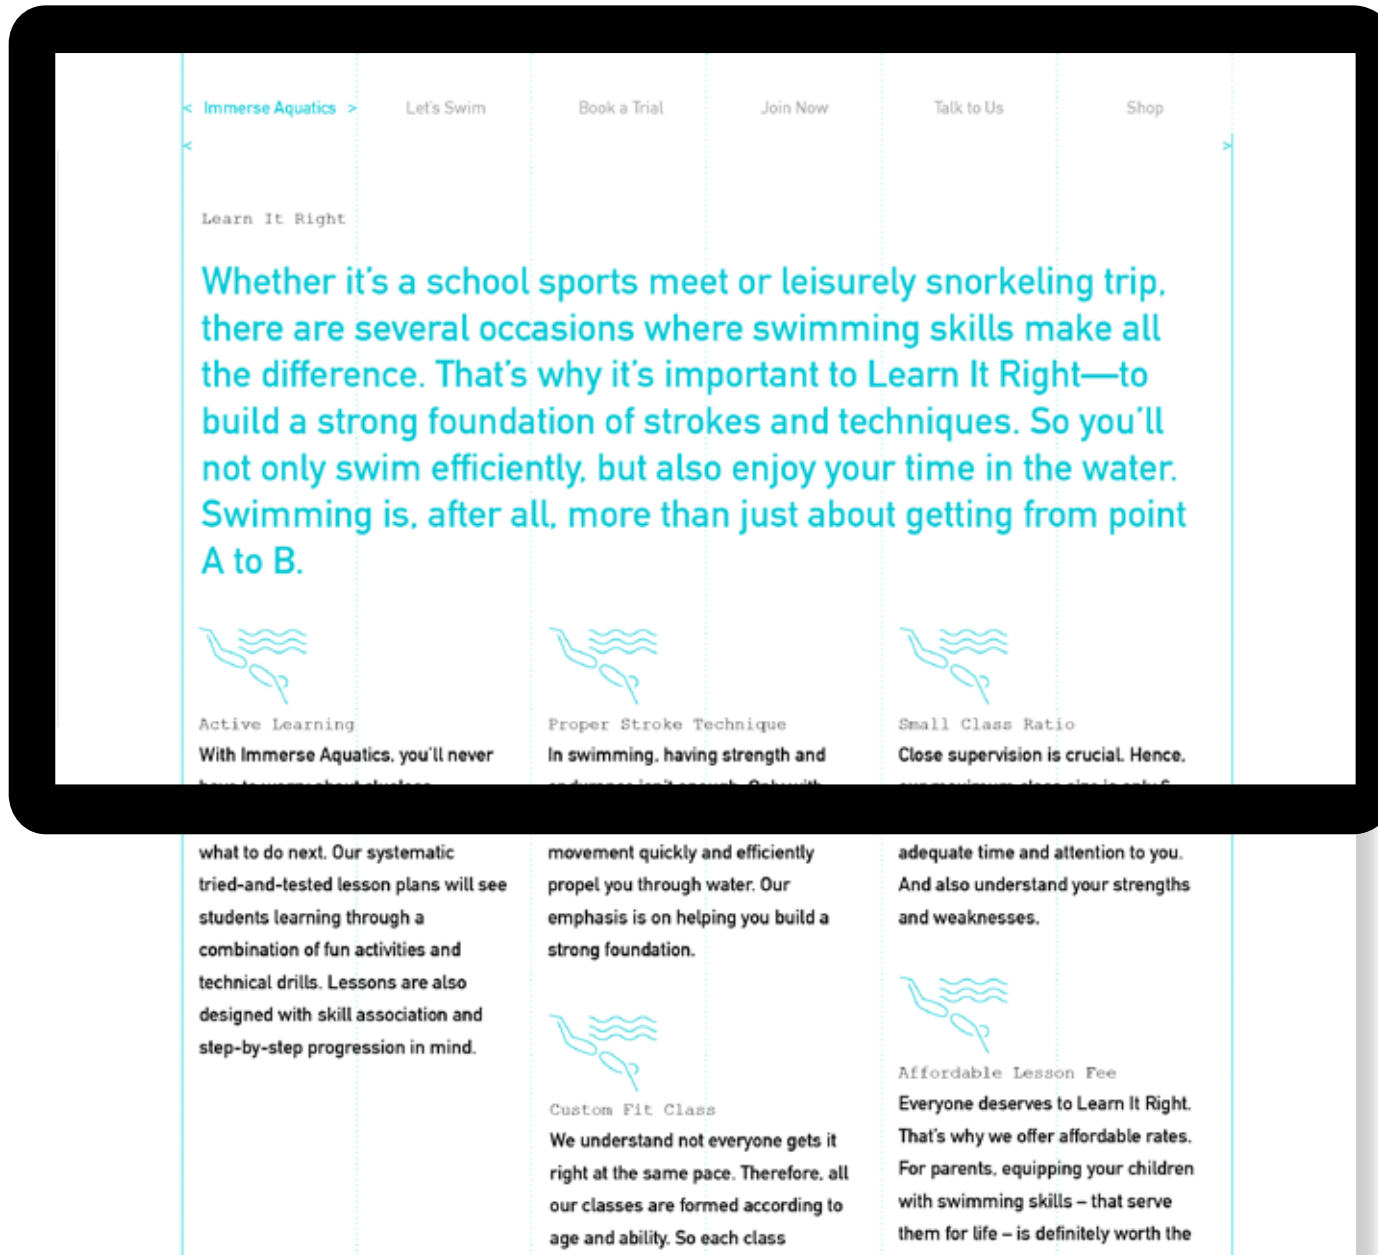 < Immerse Aquatics >
Let's Swim
Book a Trial
Join Now
Talk to Us
Shop
< >
Learn It Right
Whether it's a school sports meet or leisurely snorkeling trip,
there are several occasions where swimming skills make all
the difference. That's why it's important to Learn It Right—to
build a strong foundation of strokes and techniques. So you'll
not only swim efficiently, but also enjoy your time in the water.
Swimming is, after all, more than just about getting from point
A to B.
Active Learning
With Immerse Aquatics, you'll never
what to do next. Our systematic
tried-and-tested lesson plans will see
students learning through a
combination of fun activities and
technical drills. Lessons are also
designed with skill association and
step-by-step progression in mind.
Proper Stroke Technique
In swimming, having strength and
movement quickly and efficiently
propel you through water. Our
emphasis is on helping you build a
strong foundation.
Custom Fit Class
We understand not everyone gets it
right at the same pace. Therefore, all
our classes are formed according to
age and ability. So each class
Small Class Ratio
Close supervision is crucial. Hence,
adequate time and attention to you.
And also understand your strengths
and weaknesses.
Affordable Lesson Fee
Everyone deserves to Learn It Right.
That's why we offer affordable rates.
For parents, equipping your children
with swimming skills – that serve
them for life – is definitely worth the